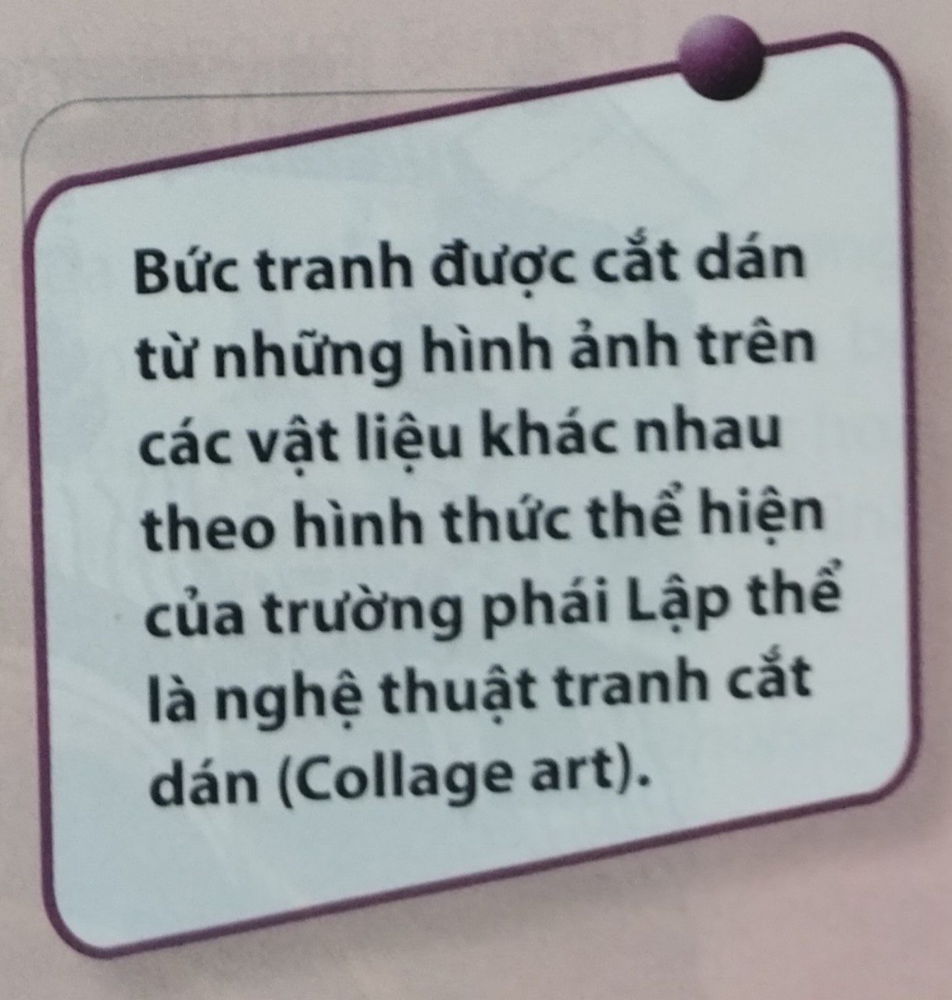 Bức tranh được cắt dán
từ những hình ảnh trên
các vật liệu khác nhau
theo hình thức thể hiện
của trường phái Lập thể
là nghệ thuật tranh cắt
dán (Collage art).